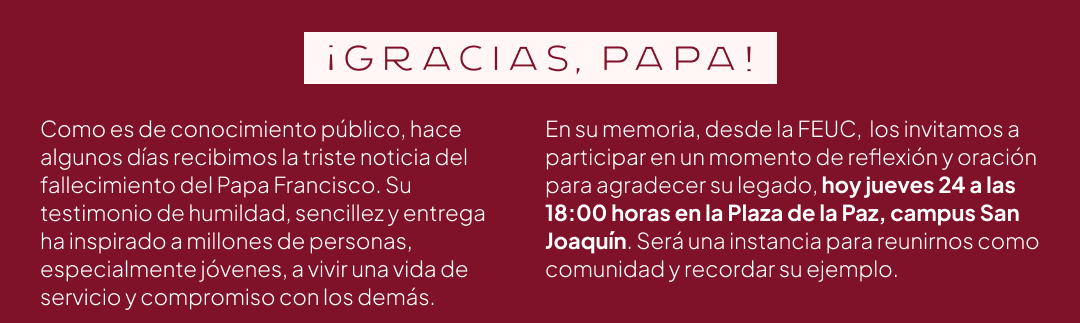 ¡GRACIAS, PAPA!
Como es de conocimiento público, hace
algunos días recibimos la triste noticia del
fallecimiento del Papa Francisco. Su
testimonio de humildad, sencillez y entrega
ha inspirado a millones de personas,
especialmente jóvenes, a vivir una vida de
servicio y compromiso con los demás.
En su memoria, desde la FEUC, los invitamos a
participar en un momento de reflexión y oración
para agradecer su legado, hoy jueves 24 a las
18:00 horas en la Plaza de la Paz, campus San
Joaquín. Será una instancia para reunirnos como
comunidad y recordar su ejemplo.